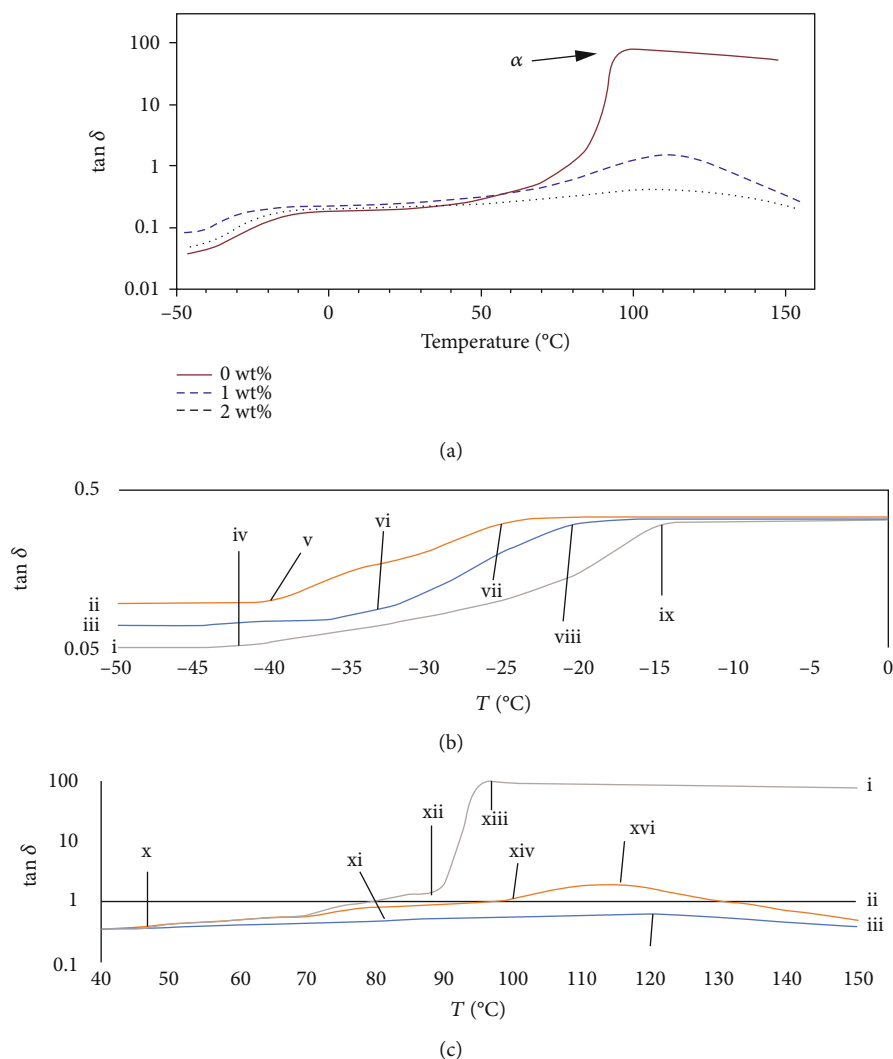 100
10
1
0.1
0.01
tan δ
α
−50 0 50 100 150
Temperature (°C)
0 wt%
1 wt%
2 wt%
(a)
0.5
tan δ
iv
v
vi
vii
viii
ix
ii
iii
i
0.05
−50 −45 −40 −35 −30 −25 −20 −15 −10 −5 0
T (°C)
(b)
100
10
1
0.1
tan δ
x
xi
xii
xiii
xiv
xvi
i
ii
iii
40 50 60 70 80 90 100 110 120 130 140 150
T (°C)
(c)